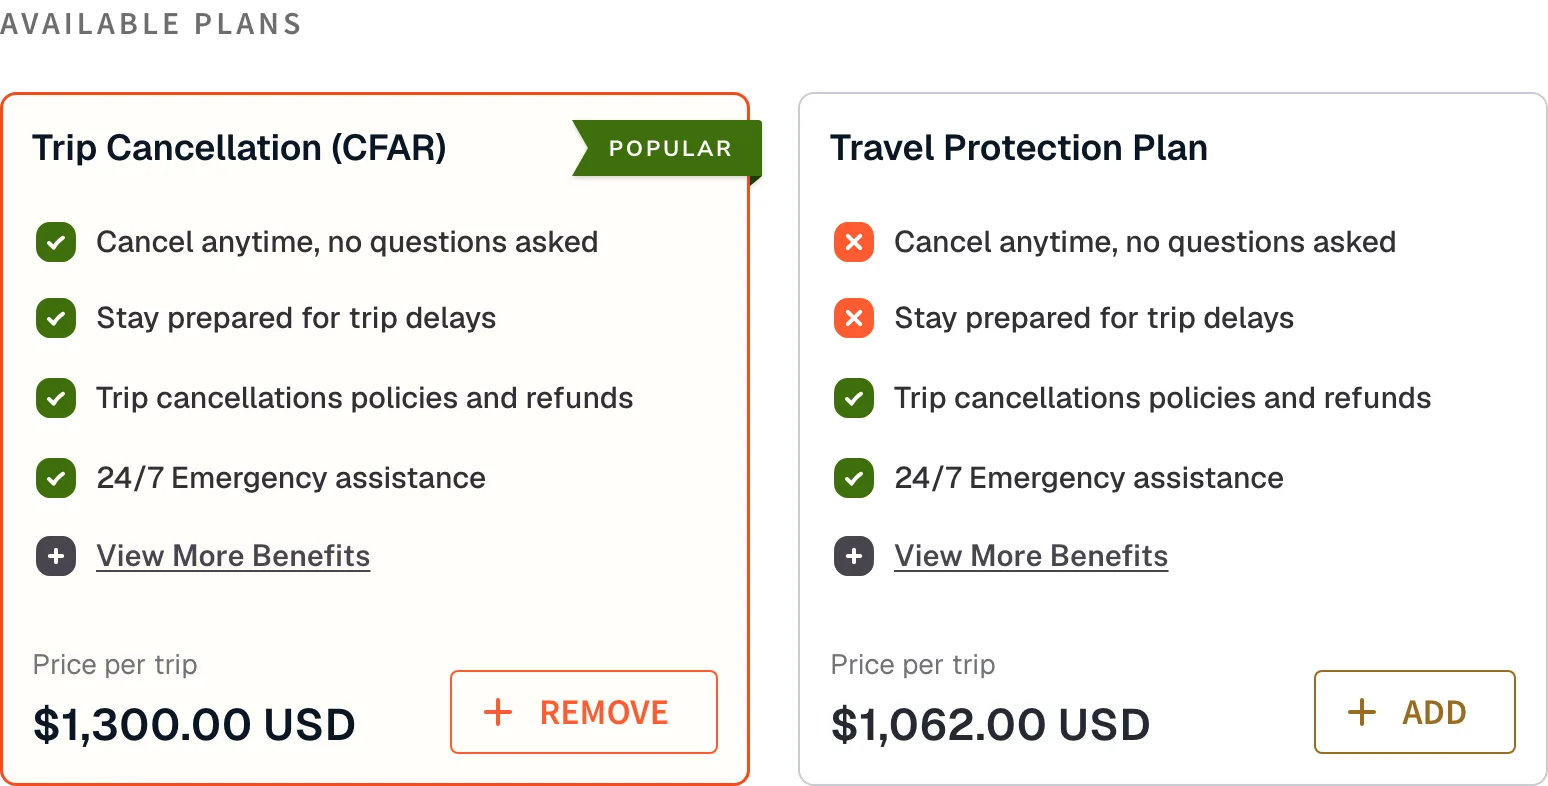 AVAILABLE PLANS
Trip Cancellation (CFAR)
POPULAR
Cancel anytime, no questions asked
Stay prepared for trip delays
Trip cancellations policies and refunds
24/7 Emergency assistance
View More Benefits
Price per trip
$1,300.00 USD
+ REMOVE
Travel Protection Plan
Cancel anytime, no questions asked
Stay prepared for trip delays
Trip cancellations policies and refunds
24/7 Emergency assistance
View More Benefits
Price per trip
$1,062.00 USD
+ ADD